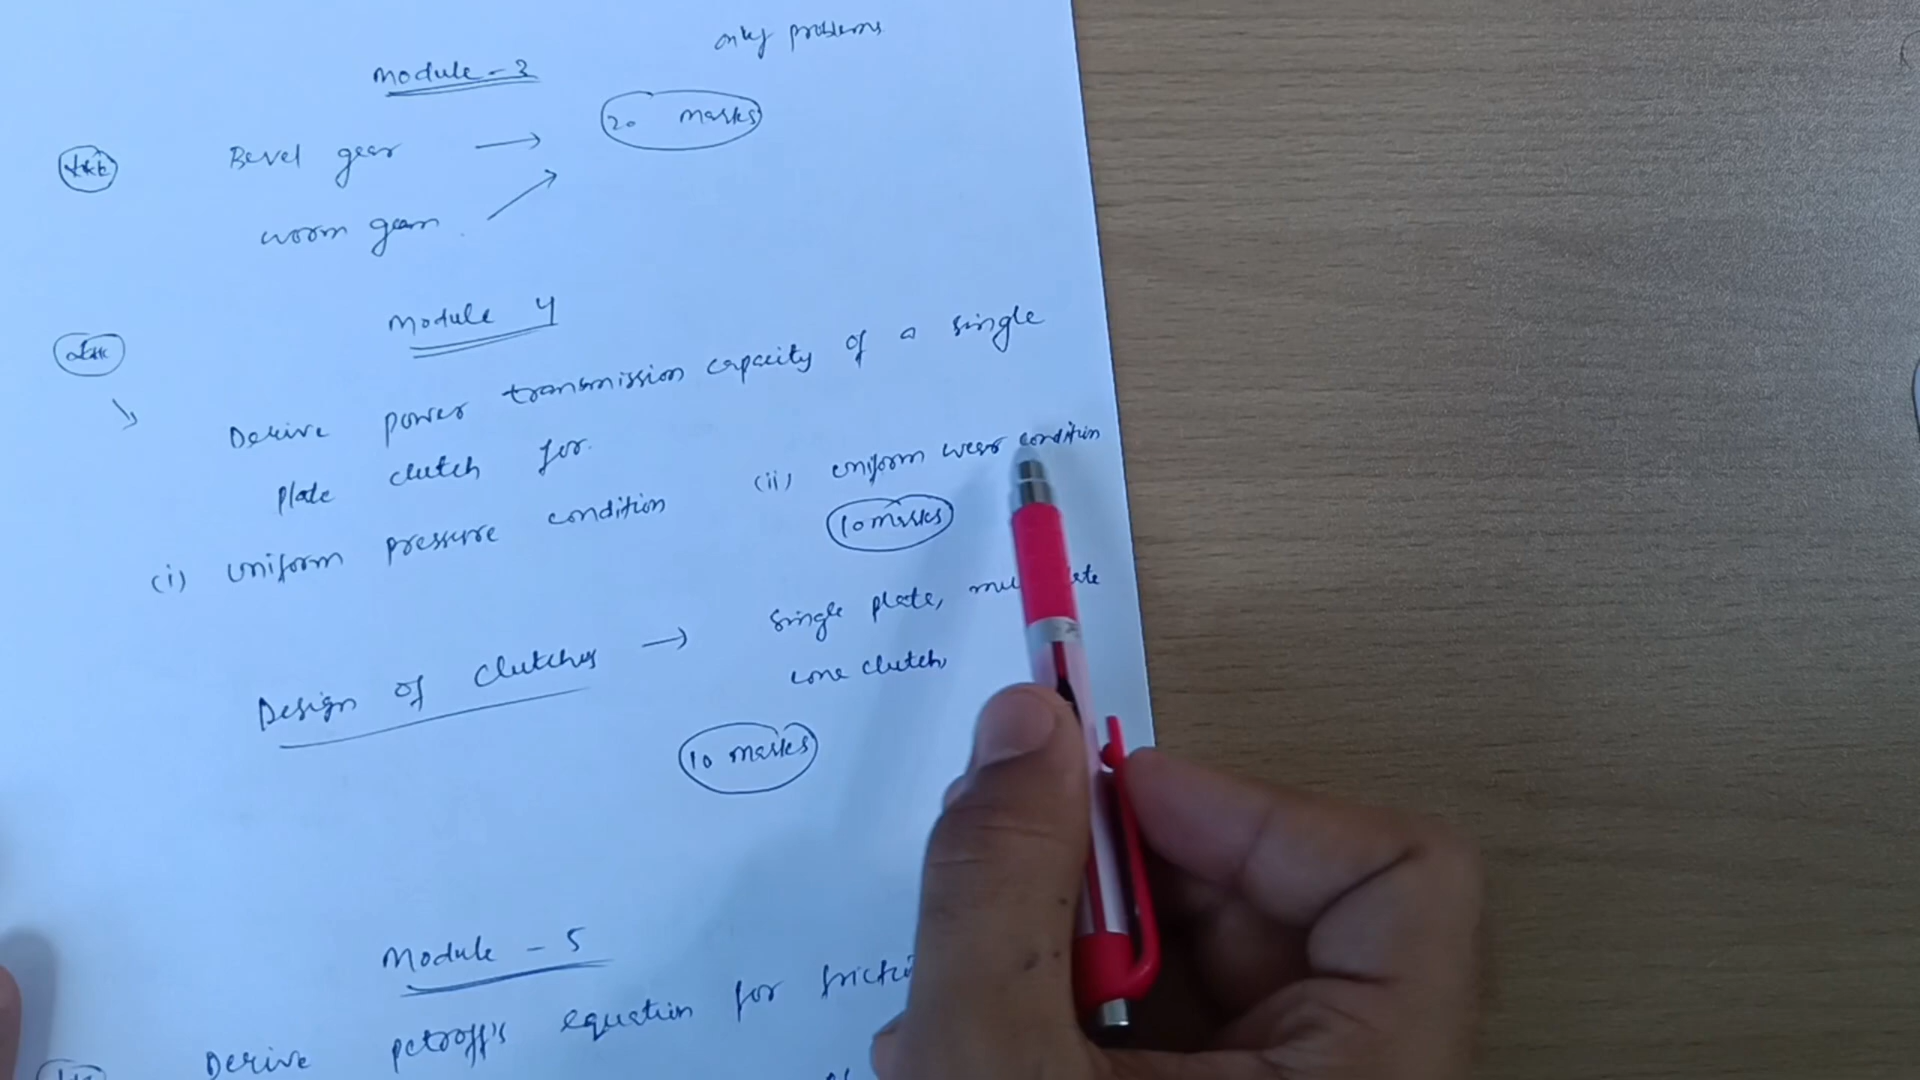 only problems
Module - 3
20 marks
*** Bevel gear →
worm gear
Module 4
***
Derive power transmission capacity of a single
plate clutch for
(i) uniform pressure condition (ii) uniform wear condition
10 marks
Design of clutches → single plate,
cone clutch,
10 marks
Module - 5
Derive petroff's equation for